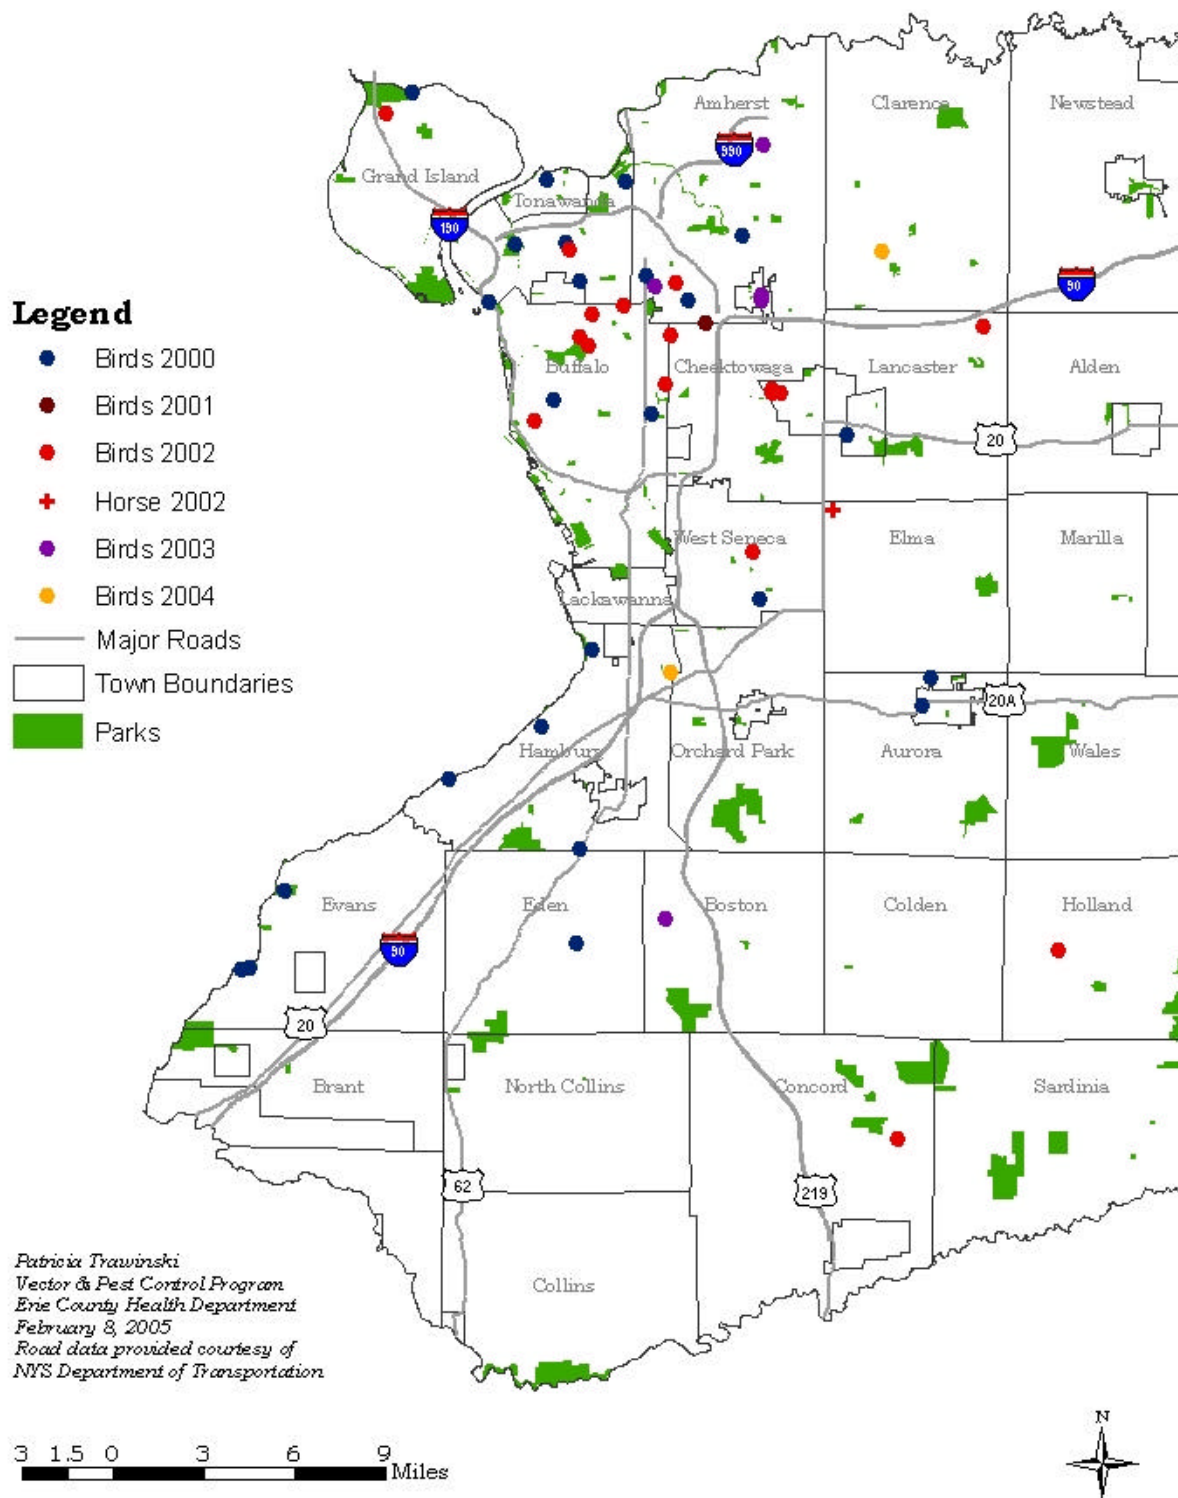 Amherst
Clarence
Newstead
990
Grand Island
Tonawanda
190
90
Legend
Birds 2000
Birds 2001
Birds 2002
Horse 2002
Birds 2003
Birds 2004
Major Roads
Town Boundaries
Parks
Buffalo
Cheektowaga
Lancaster
Alden
20
West Seneca
Elma
Marilla
Lackawanna
20A
Hamburg
Orchard Park
Aurora
Wales
Evans
Eden
Boston
Colden
Holland
90
20
Brant
North Collins
Concord
Sardinia
62
219
Collins
Patricia Trawinski
Vector & Pest Control Program
Erie County Health Department
February 8, 2005
Road data provided courtesy of
NYS Department of Transportation
N
3 1.5 0 3 6 9
Miles